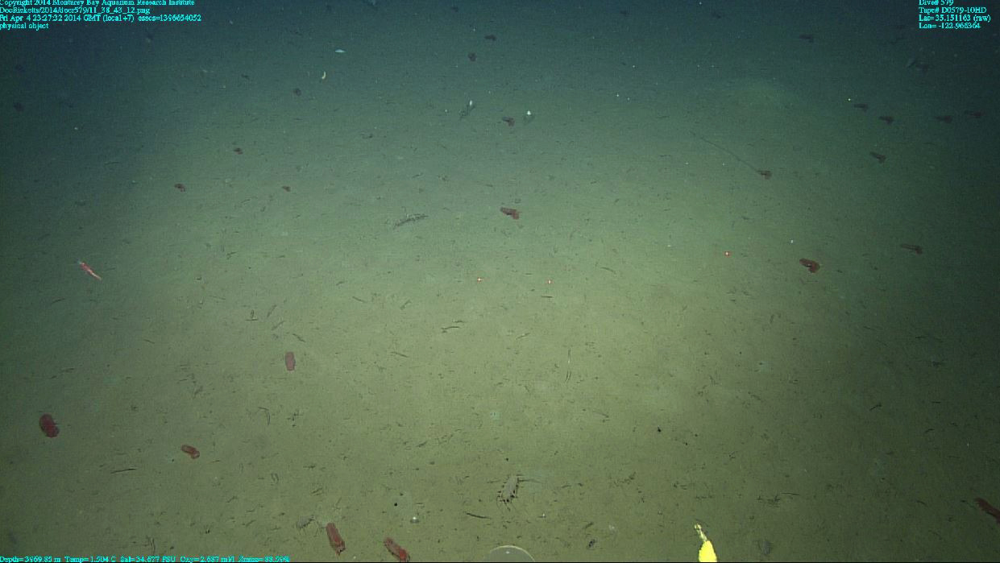 Copyright 2014 Monterey Bay Aquarium Research Institute
DocRicketts/2014/docr579/11_38_43_12.png
Fri Apr 4 23:27:32 2014 GMT (local+7) esecs=1396654052
physical object
Dive# 579
Tape# D0579-10HD
Lat= 35.151163 (raw)
Lon= -122.966364
Depth= 3969.85 m Temp= 1.504 C Sal= 34.677 PSU Oxy= 2.687 ml/l Xmiss= 88.59%